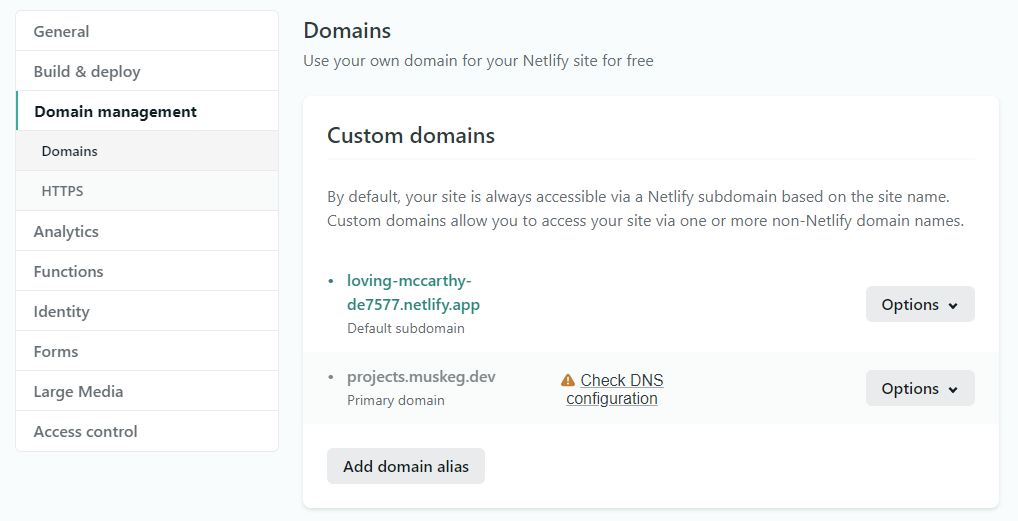 General
Build & deploy
Domain management
Domains
HTTPS
Analytics
Functions
Identity
Forms
Large Media
Access control
Domains
Use your own domain for your Netlify site for free
Custom domains
By default, your site is always accessible via a Netlify subdomain based on the site name.
Custom domains allow you to access your site via one or more non-Netlify domain names.
• loving-mccarthy-
de7577.netlify.app
Default subdomain
Options
• projects.muskeg.dev
Primary domain
Check DNS
configuration
Options
Add domain alias